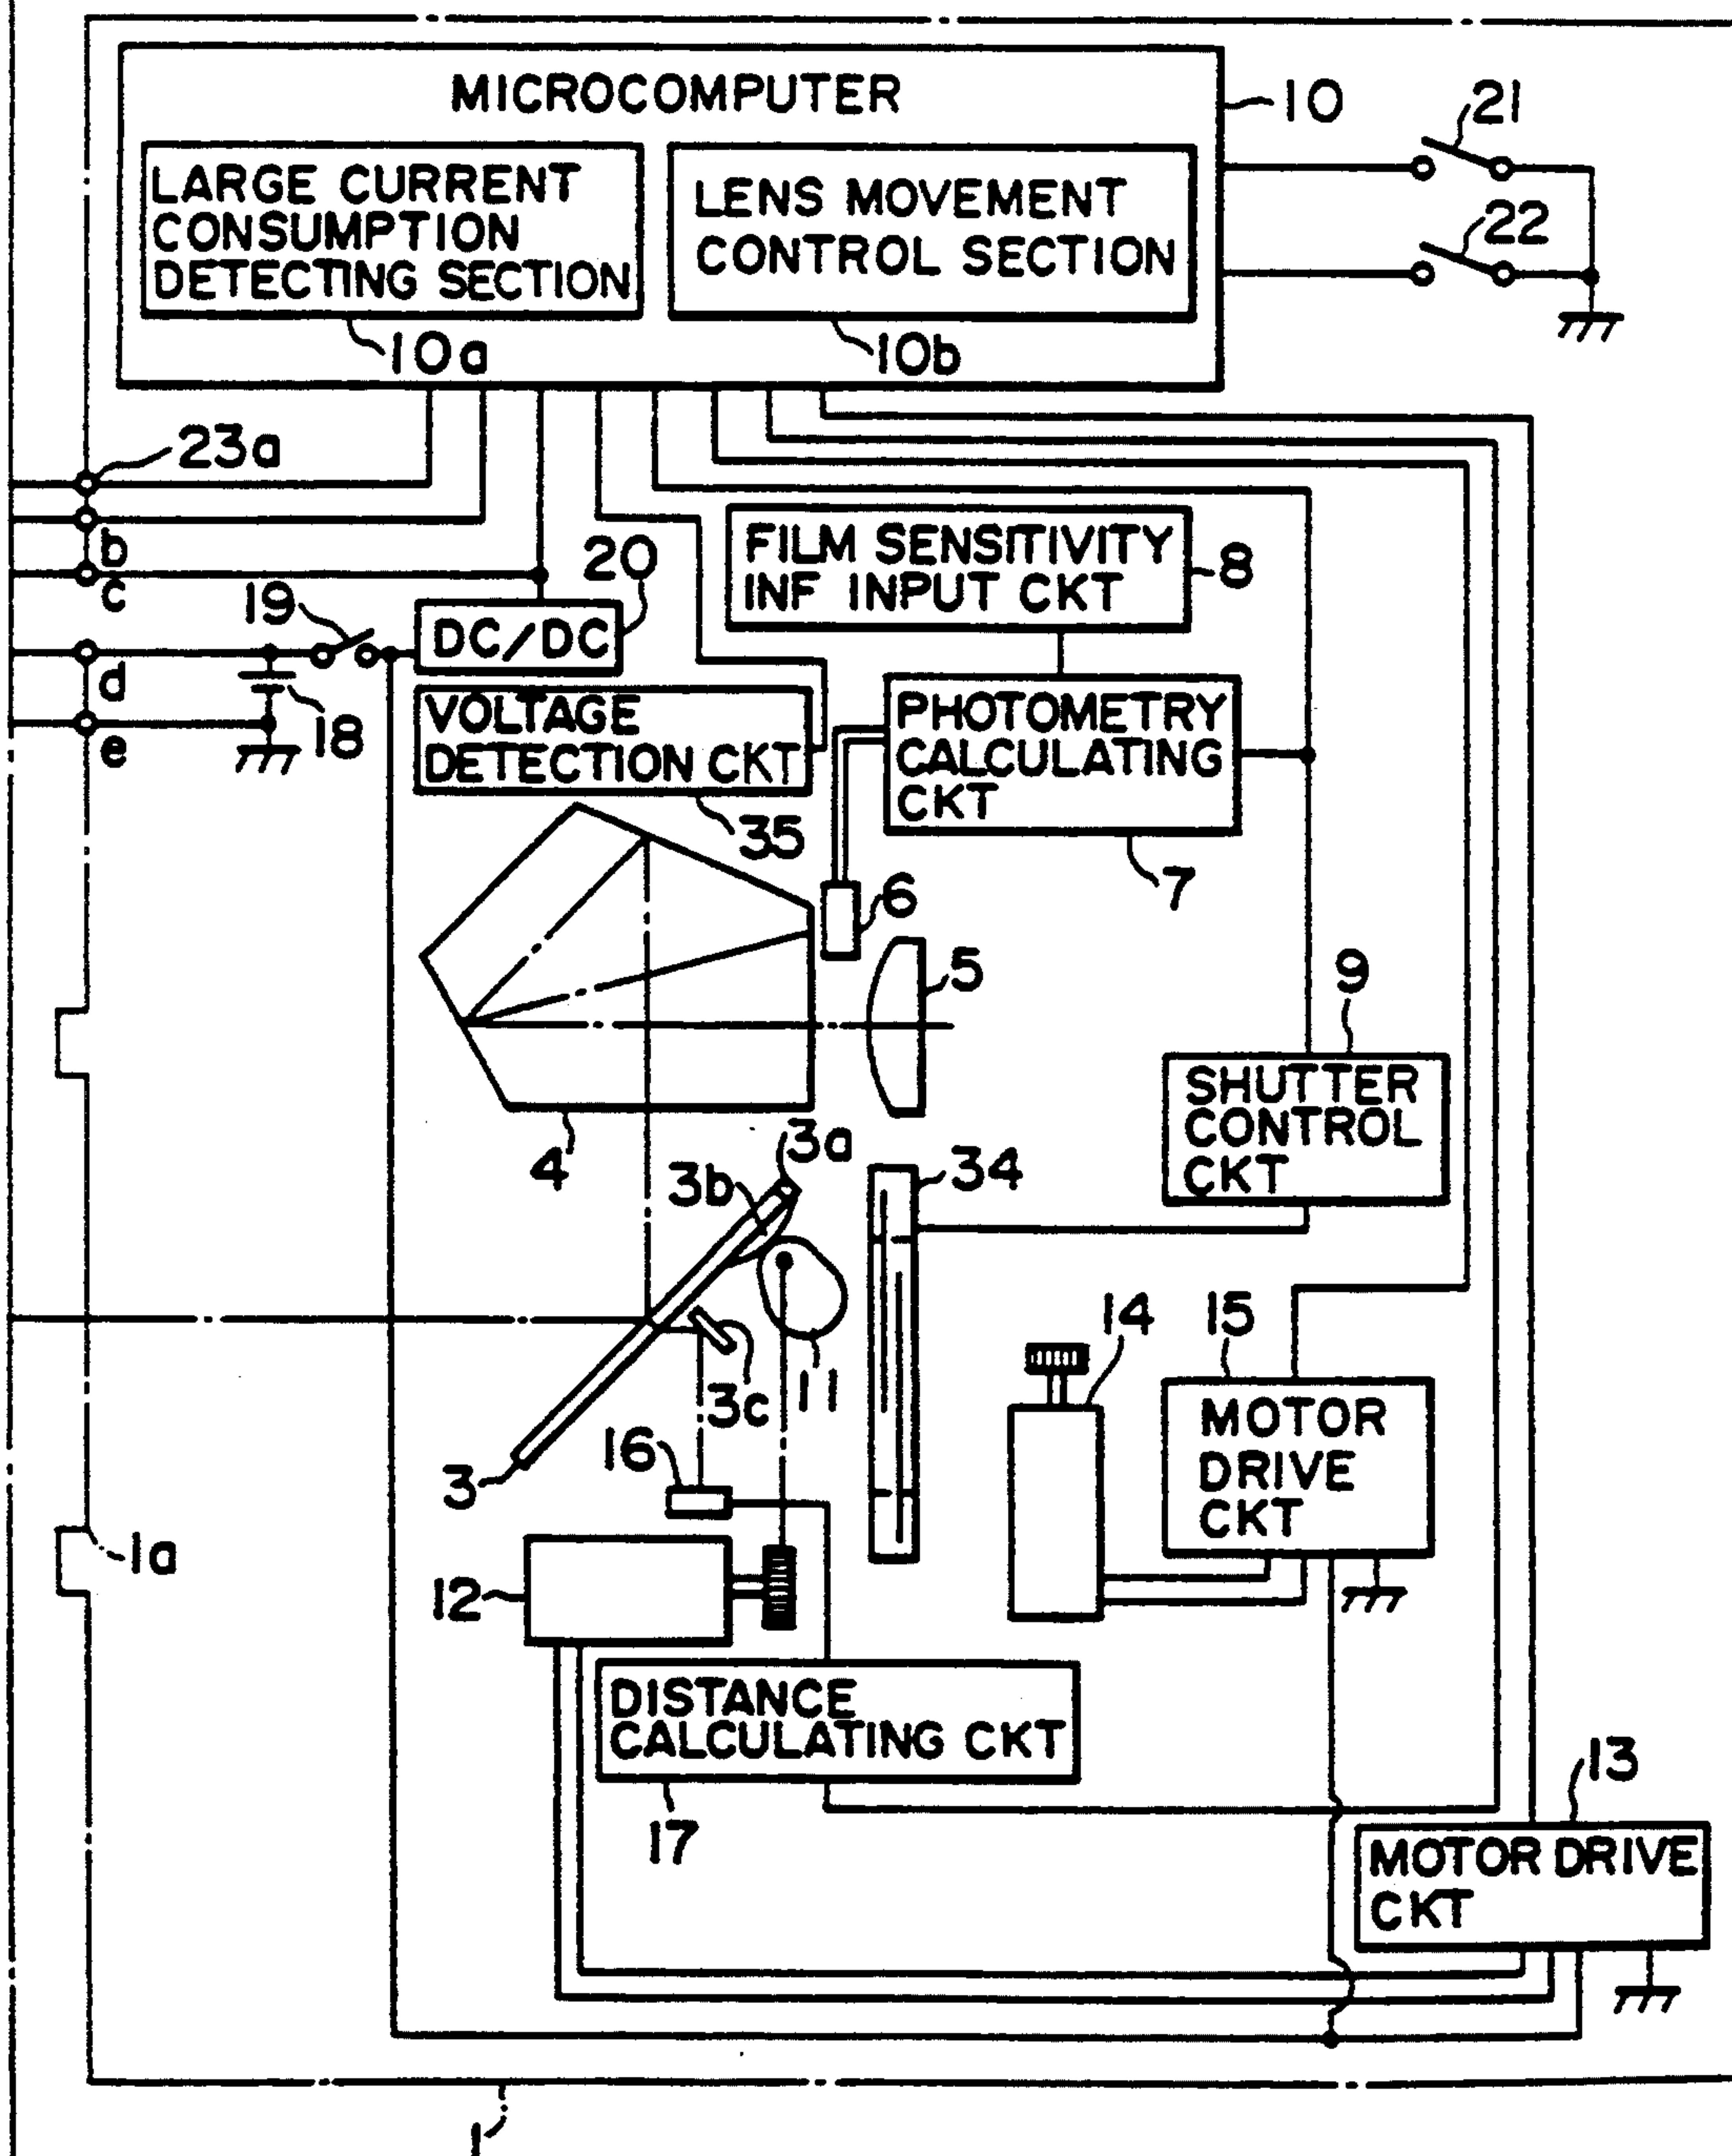 MICROCOMPUTER
10
21
LARGE CURRENT
CONSUMPTION
DETECTING SECTION
LENS MOVEMENT
CONTROL SECTION
22
10a
10b
23a
b
c
d
e
19
18
20
DC/DC
FILM SENSITIVITY
INF INPUT CKT
8
VOLTAGE
DETECTION CKT
35
PHOTOMETRY
CALCULATING
CKT
7
6
5
9
4
SHUTTER
CONTROL
CKT
3a
3b
34
3c
11
14
15
MOTOR
DRIVE
CKT
16
3
1a
12
DISTANCE
CALCULATING CKT
17
13
MOTOR DRIVE
CKT
1